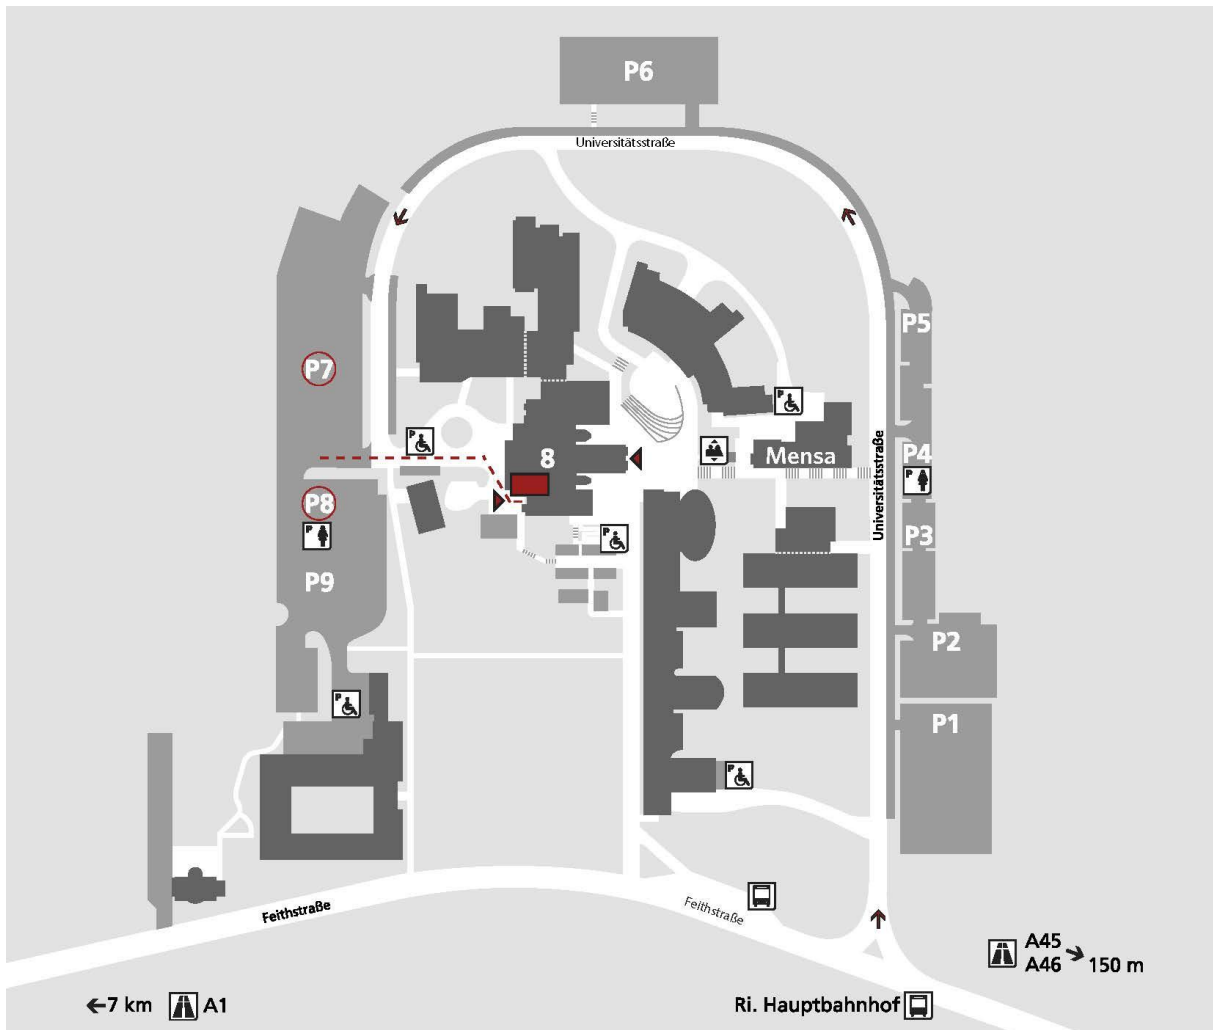 P6
Universitätsstraße
P7
P5
8
Mensa
P4
P
P
P
P
P8
P
P
P9
Universitätsstraße
P3
P2
P
P1
P
Feithstraße
Feithstraße
A45
A46
150 m
7 km
A1
Ri. Hauptbahnhof